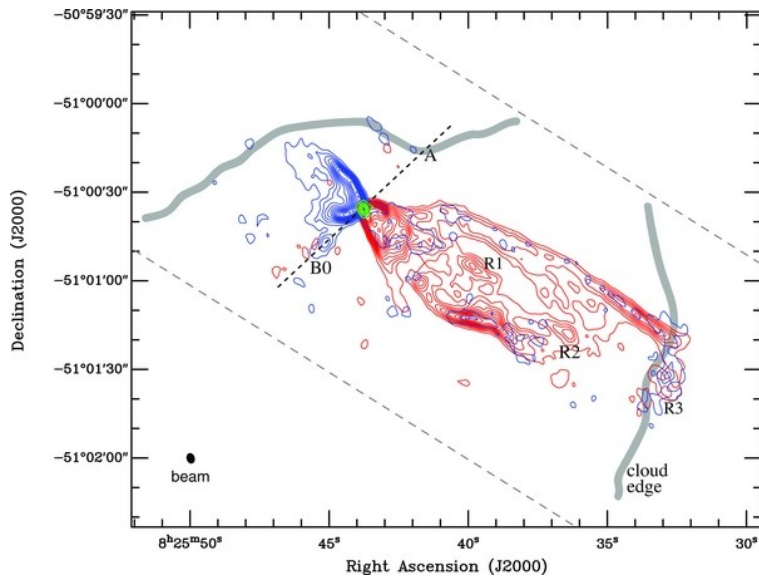 −50°59′30″
−51°00′00″
−51°00′30″
−51°01′00″
−51°01′30″
−51°02′00″
Declination (J2000)
A
B0
R1
R2
R3
cloud
edge
beam
8ʰ25ᵐ50ˢ
45ˢ
40ˢ
35ˢ
30ˢ
Right Ascension (J2000)